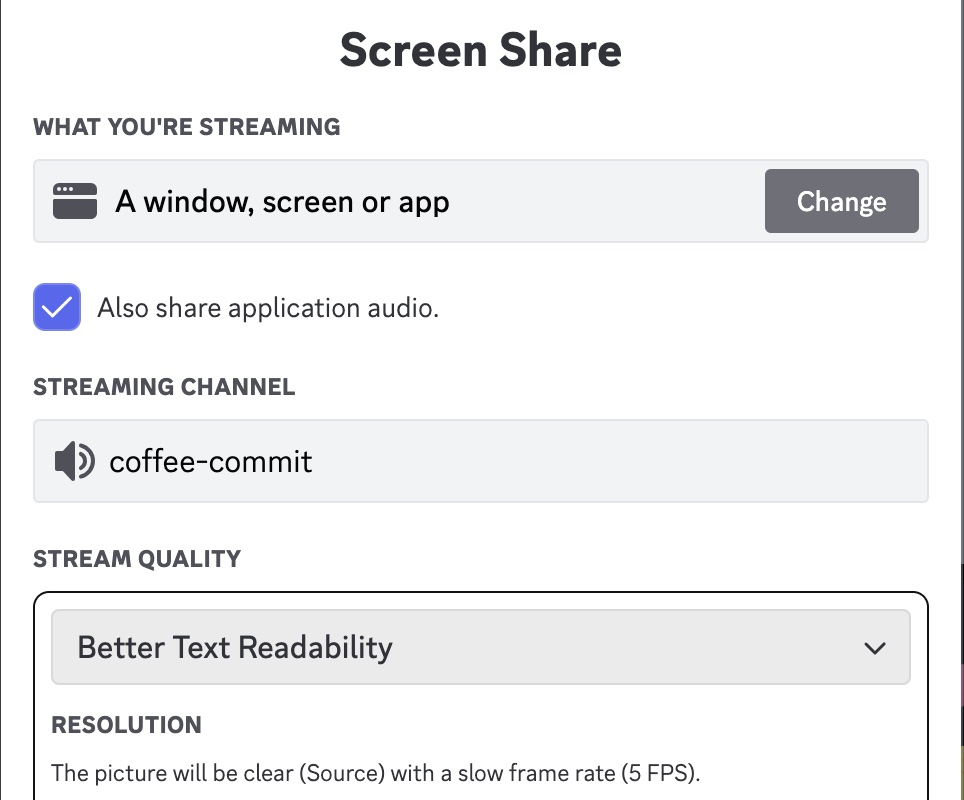 Screen Share
WHAT YOU'RE STREAMING
A window, screen or app
Change
Also share application audio.
STREAMING CHANNEL
coffee-commit
STREAM QUALITY
Better Text Readability
RESOLUTION
The picture will be clear (Source) with a slow frame rate (5 FPS).